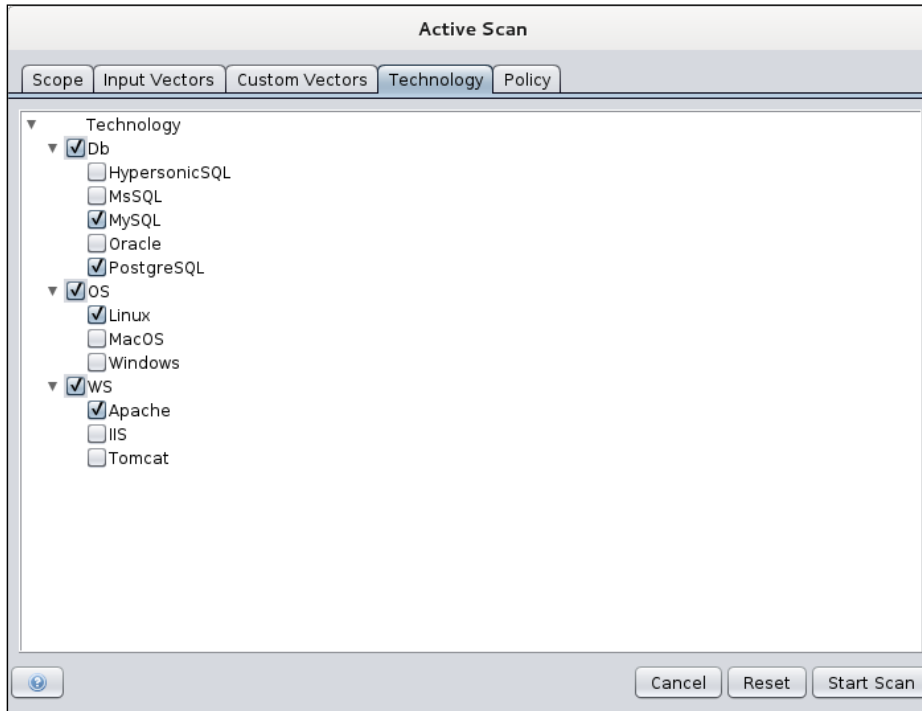 Active Scan
Scope Input Vectors Custom Vectors Technology Policy
Technology
Db
HypersonicSQL
MsSQL
MySQL
Oracle
PostgreSQL
OS
Linux
MacOS
Windows
WS
Apache
IIS
Tomcat
Cancel Reset Start Scan